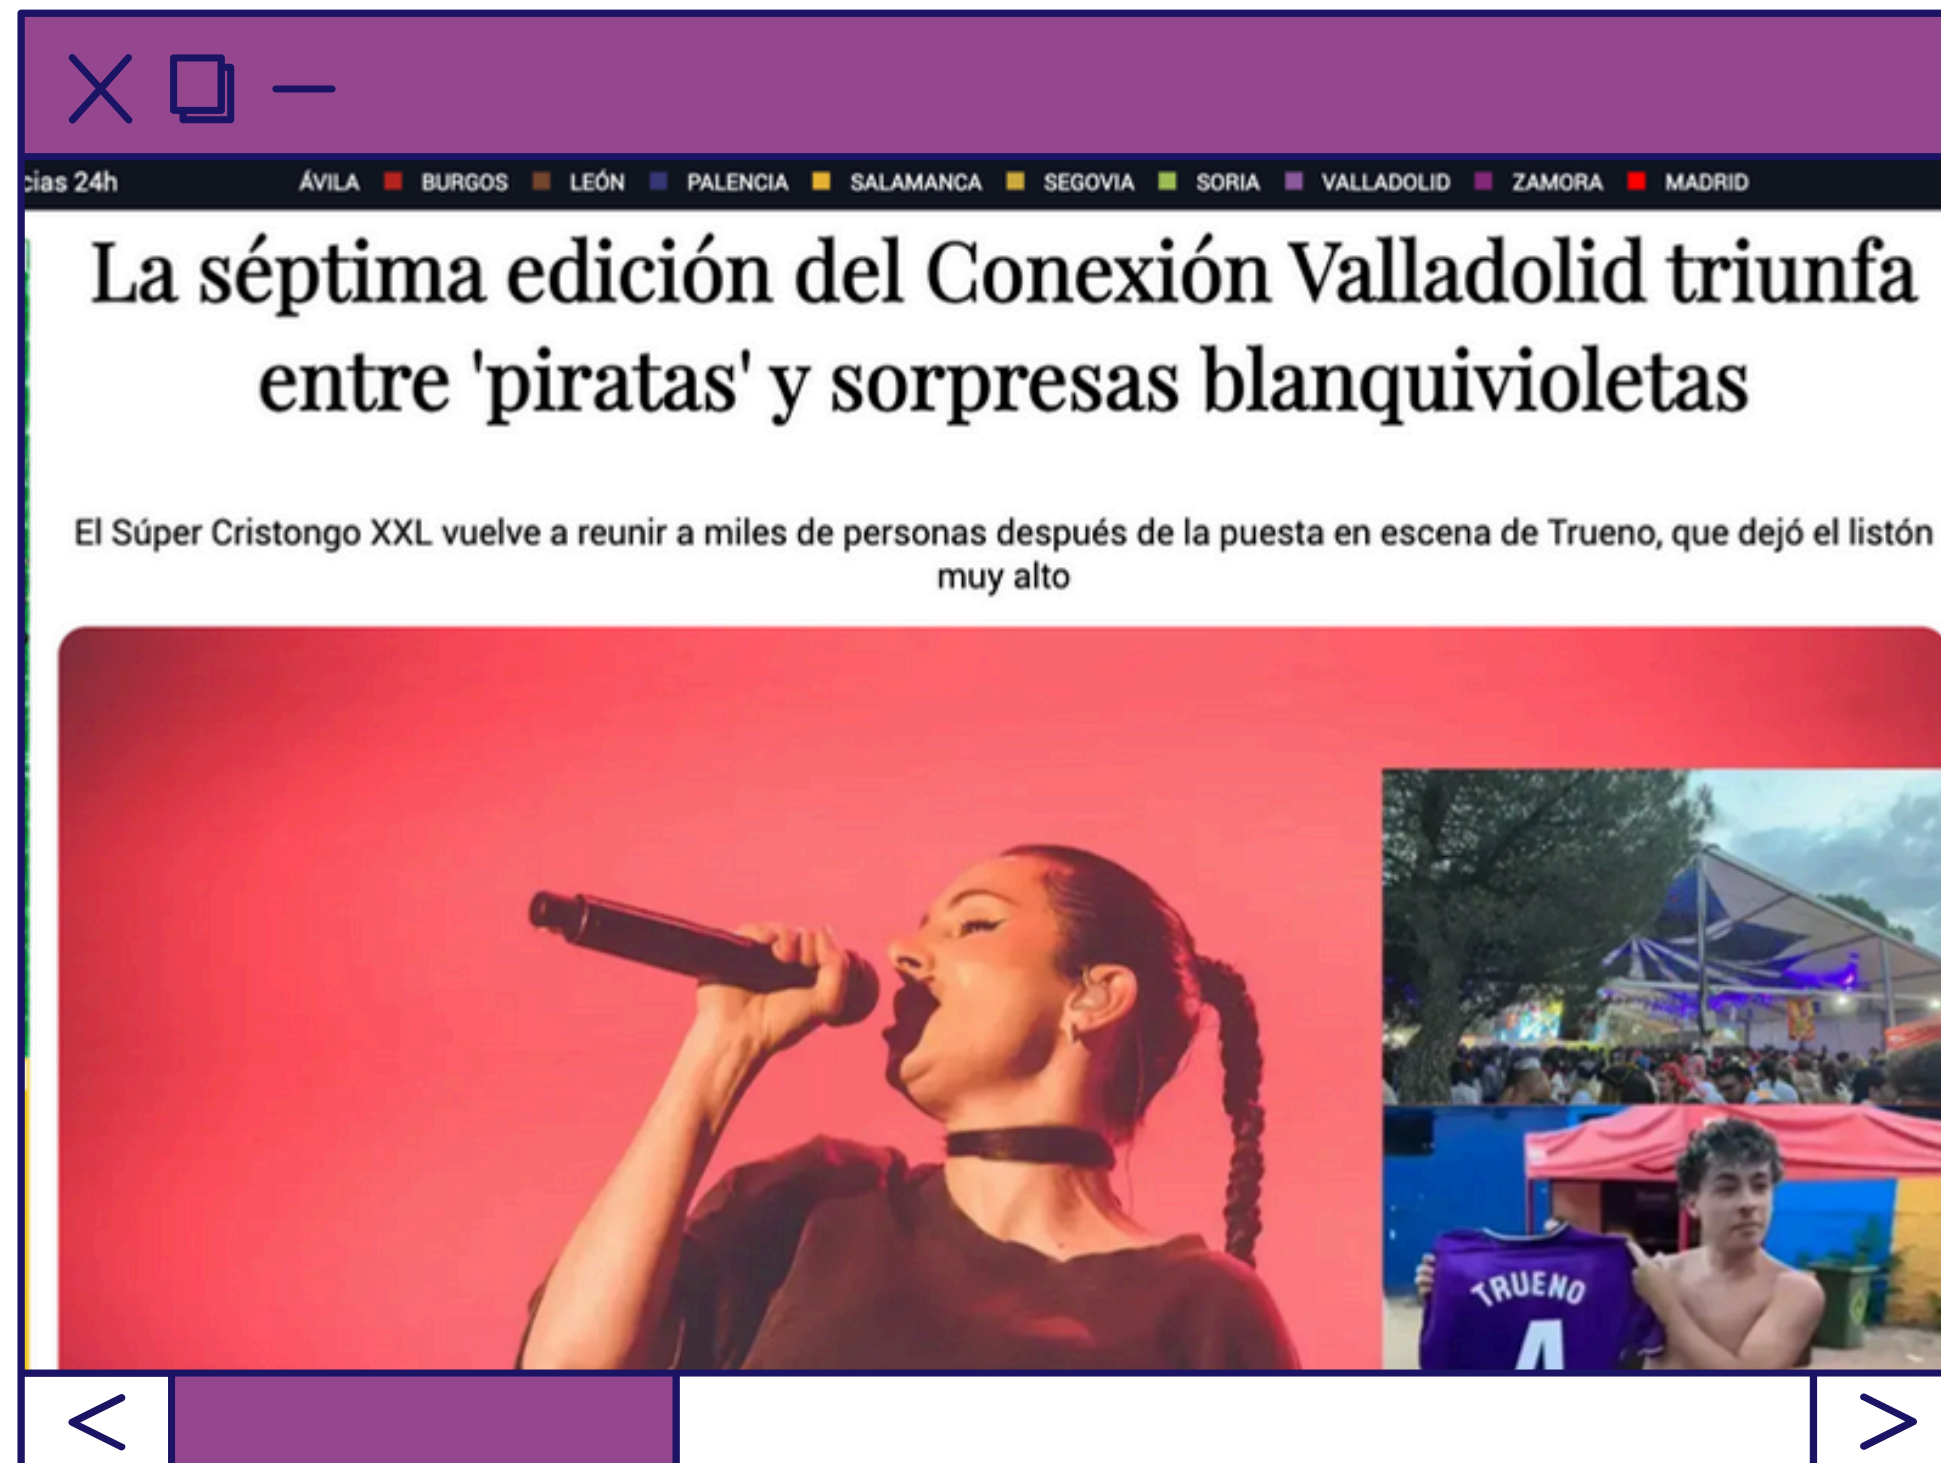 cias 24h ÁVILA BURGOS LEÓN PALENCIA SALAMANCA SEGOVIA SORIA VALLADOLID ZAMORA MADRID
La séptima edición del Conexión Valladolid triunfa
entre 'piratas' y sorpresas blanquivioletas
El Súper Cristongo XXL vuelve a reunir a miles de personas después de la puesta en escena de Trueno, que dejó el listón
muy alto
TRUENO
4